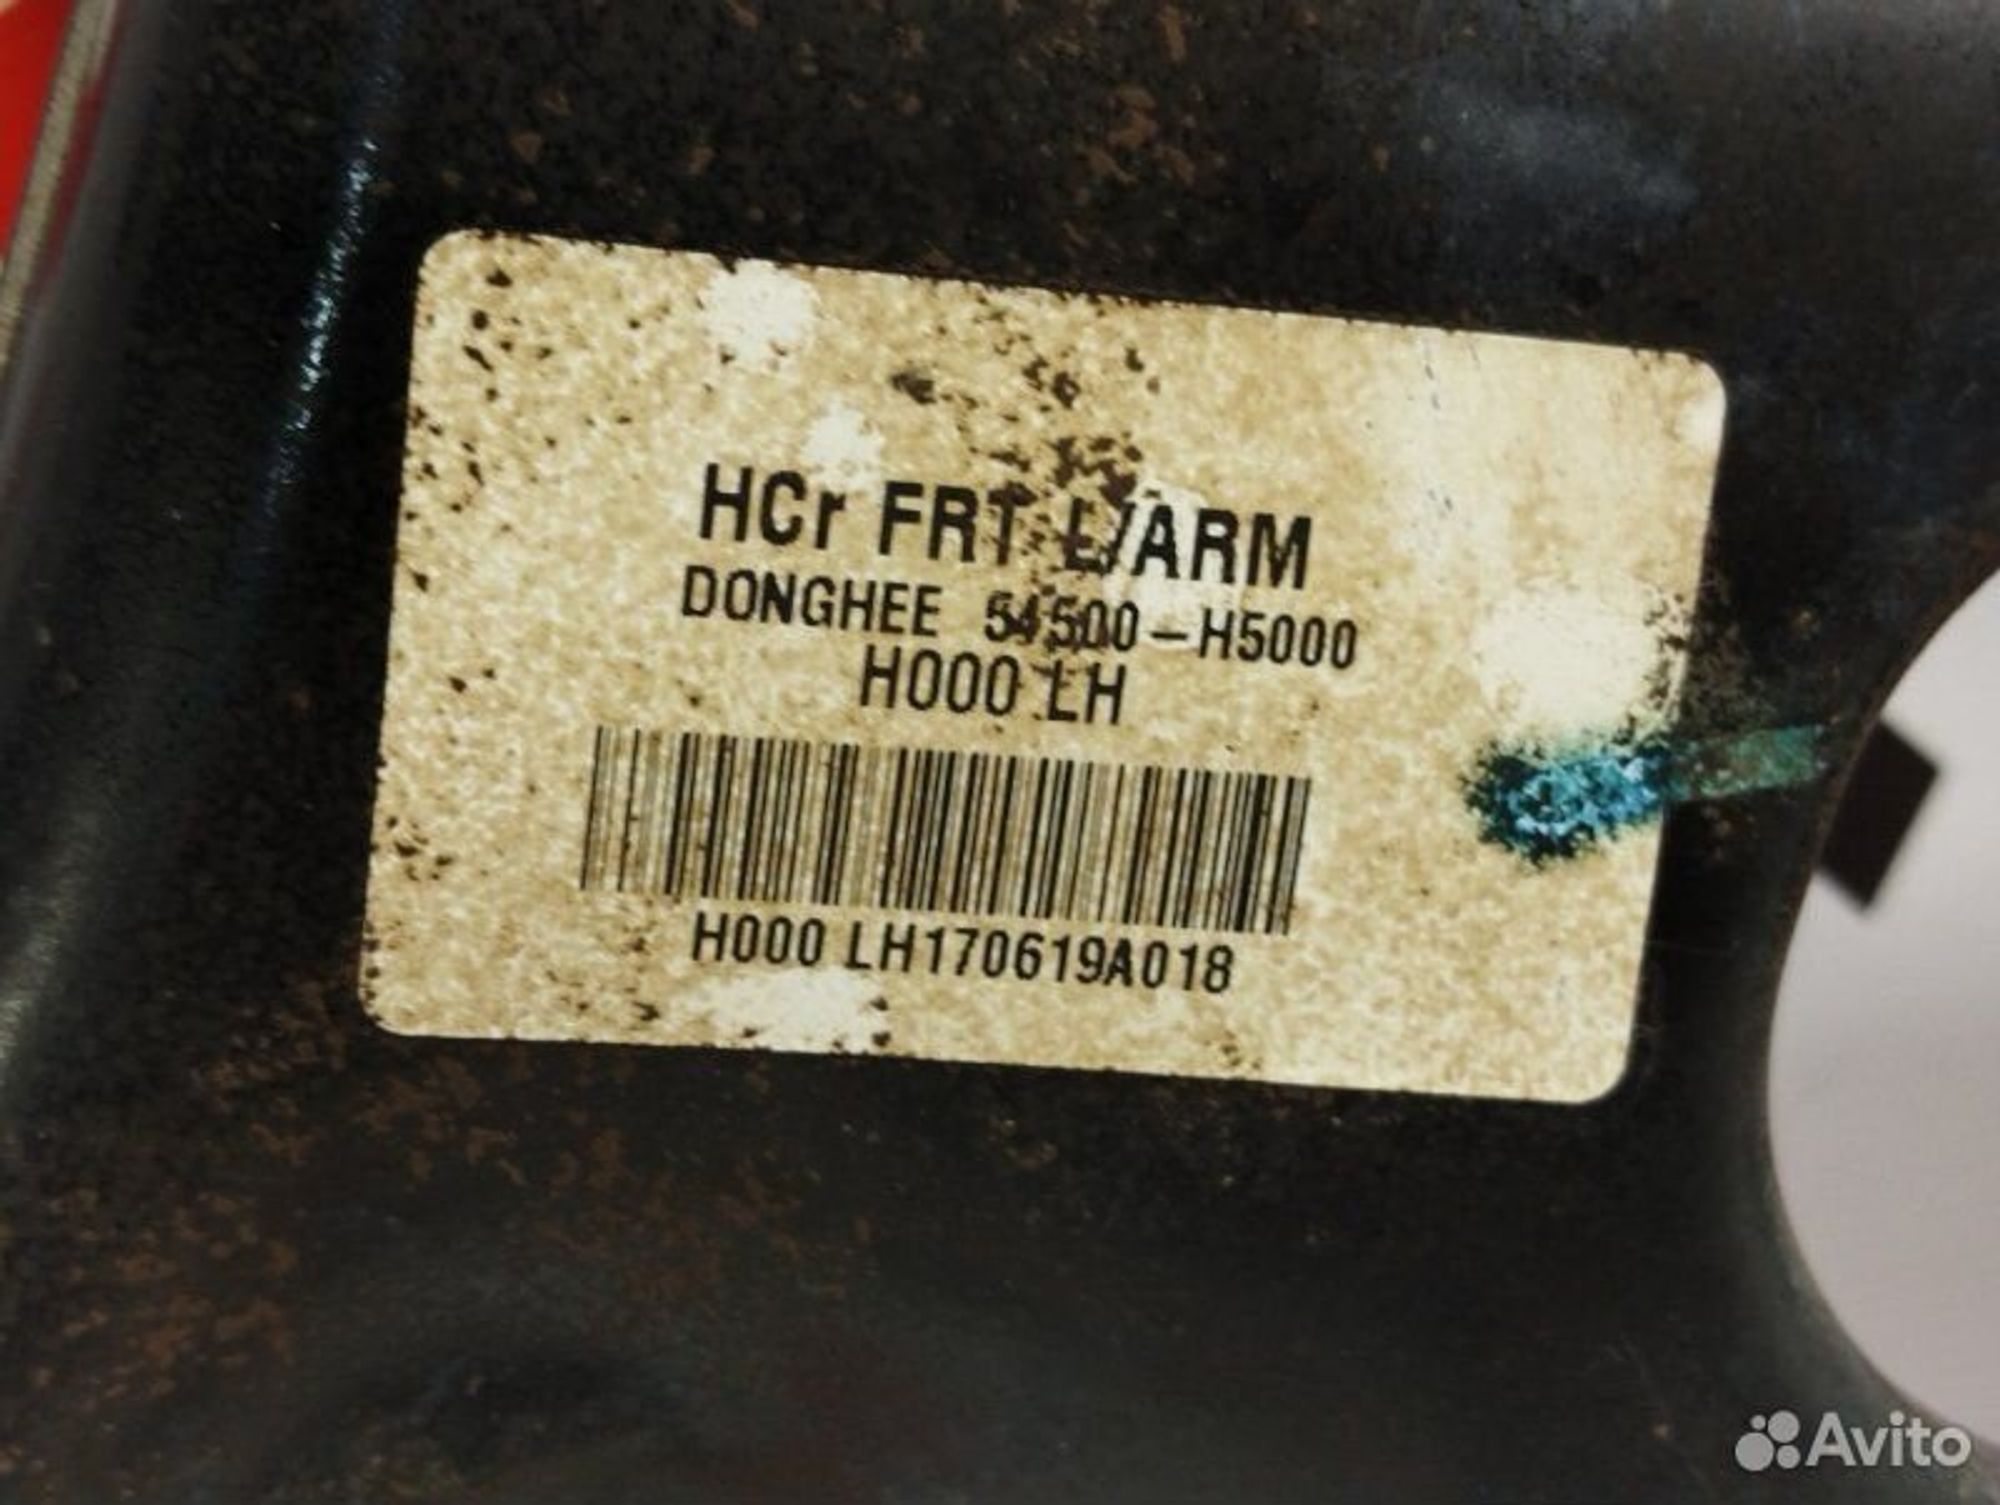 HCr FRT L/ARM
DONGHEE 54500-H5000
H000 LH
H000 LH170619A018
Avito